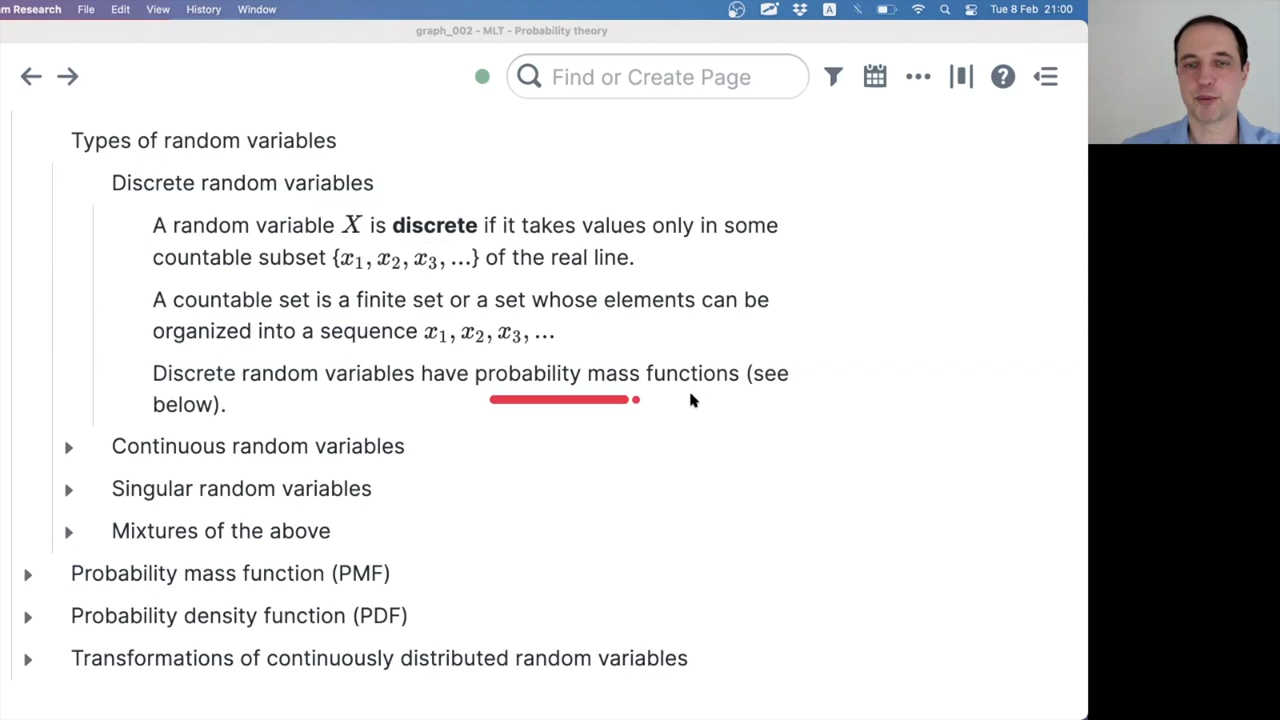 am Research File Edit View History Window A Tue 8 Feb 21:00
graph_002 - MLT - Probability theory
Find or Create Page
Types of random variables
Discrete random variables
A random variable X is discrete if it takes values only in some
countable subset {x₁, x₂, x₃, ...} of the real line.
A countable set is a finite set or a set whose elements can be
organized into a sequence x₁, x₂, x₃, ...
Discrete random variables have probability mass functions (see
below).
Continuous random variables
Singular random variables
Mixtures of the above
Probability mass function (PMF)
Probability density function (PDF)
Transformations of continuously distributed random variables